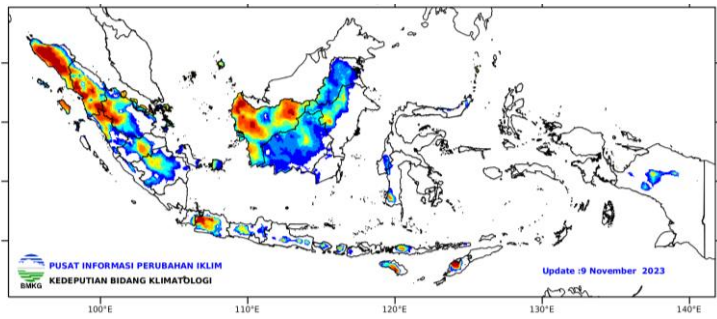 PUSAT INFORMASI PERUBAHAN IKLIM
KEDEPUTIAN BIDANG KLIMATOLOGI
BMKG
Update :9 November 2023
100°E 110°E 120°E 130°E 140°E